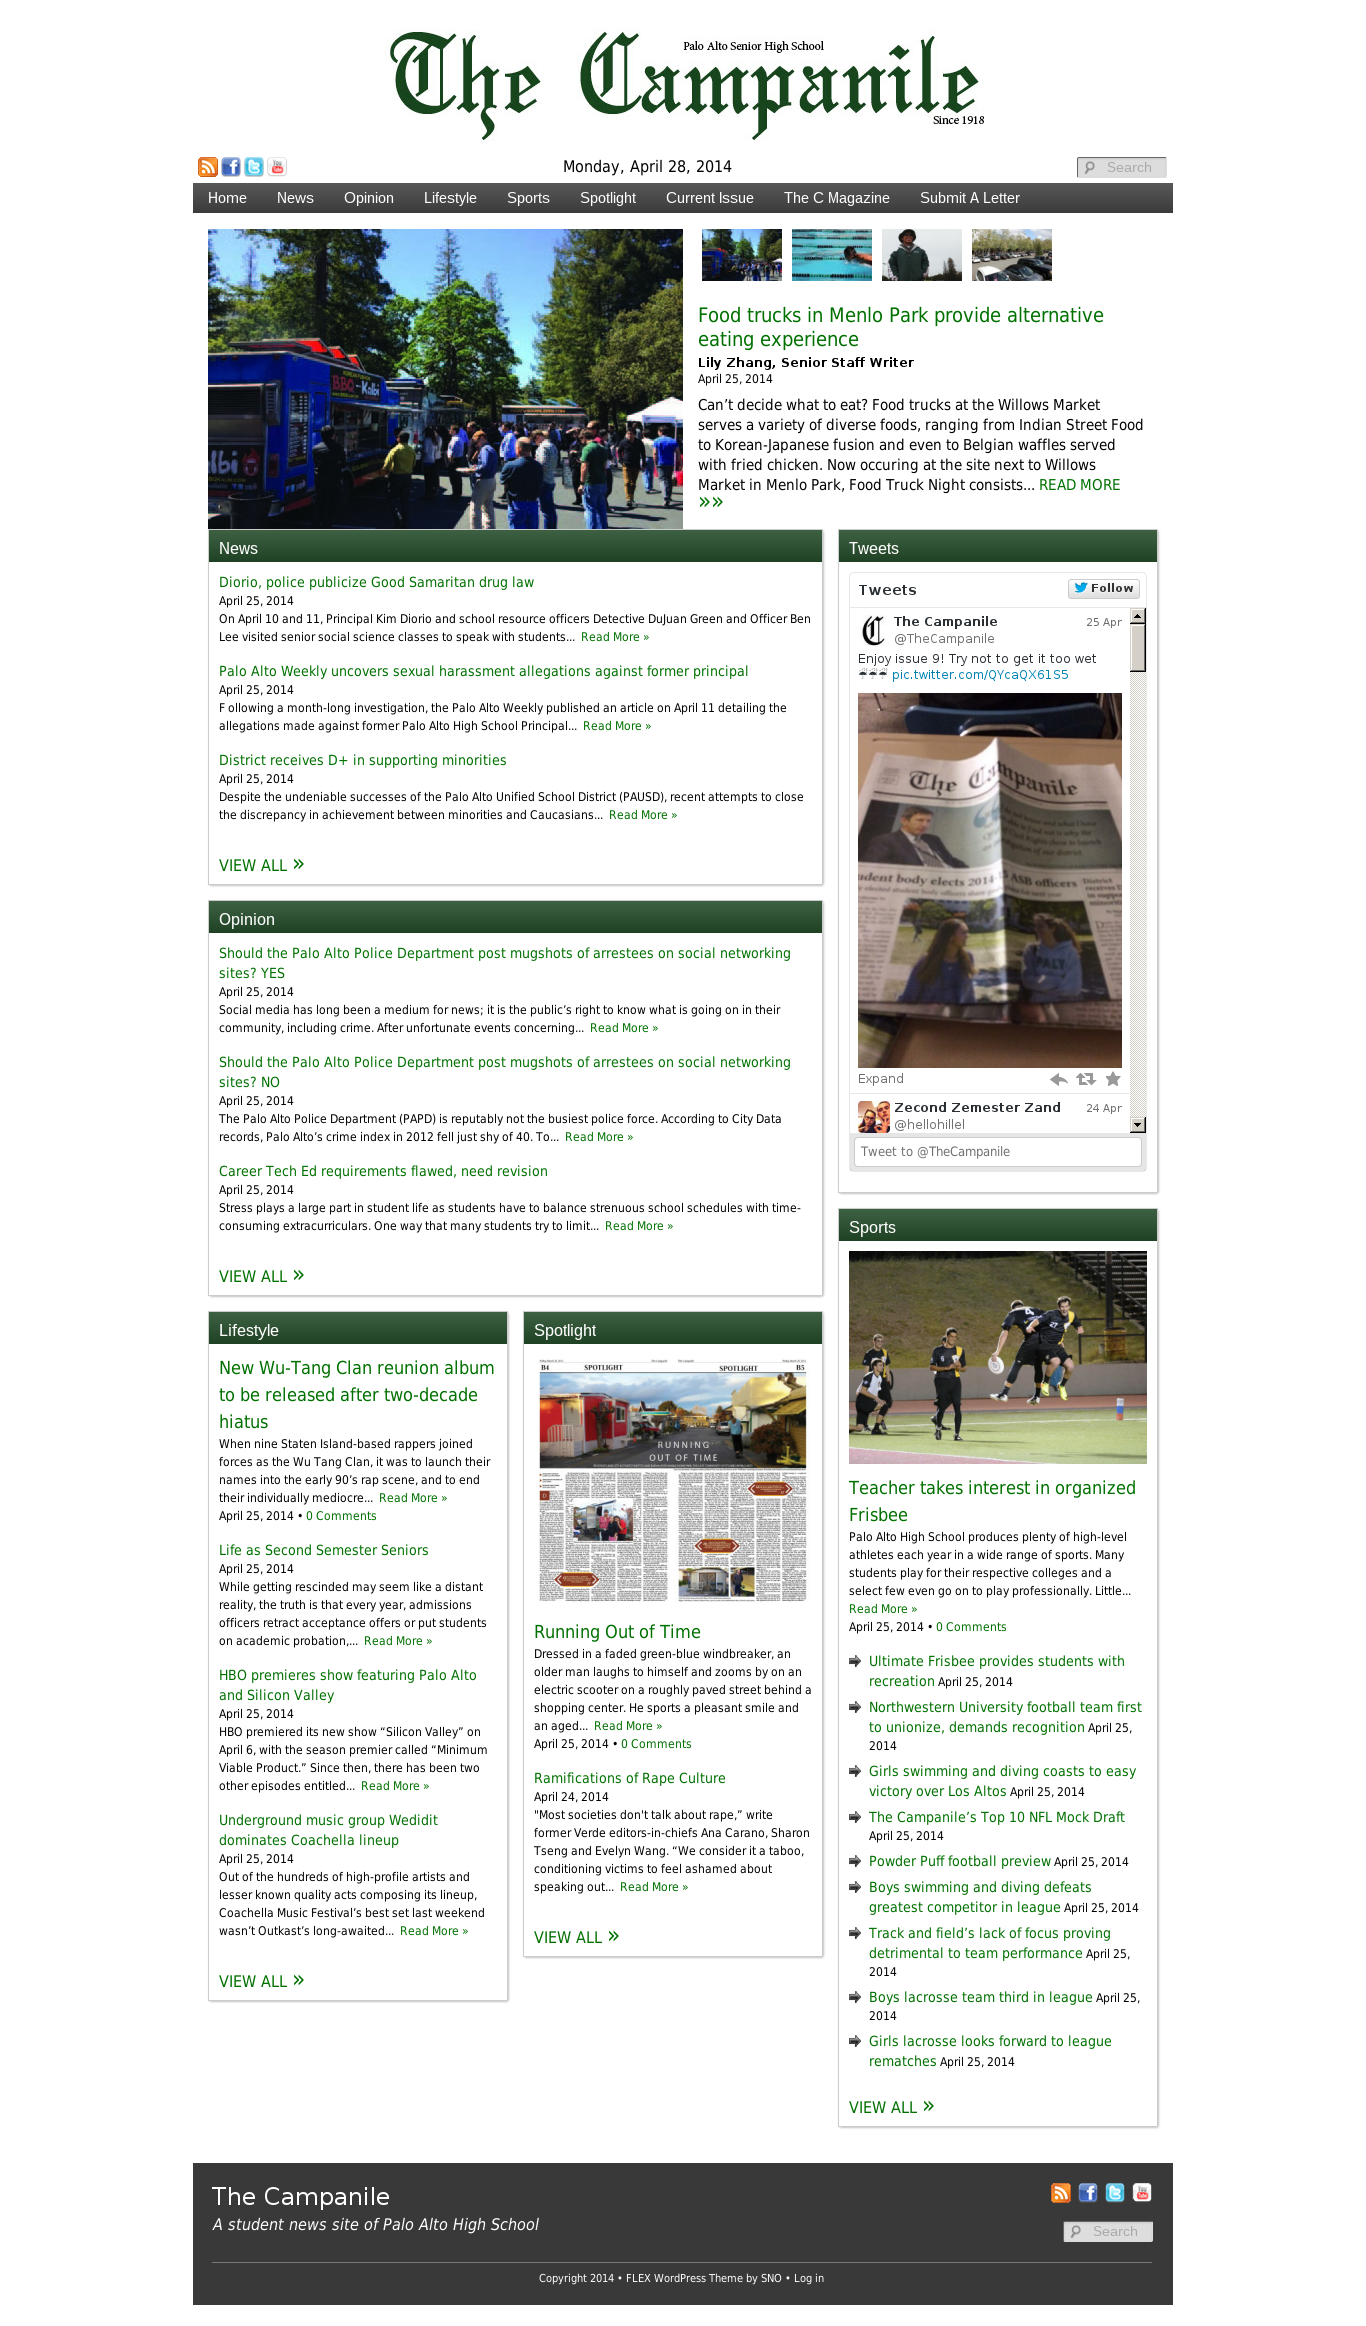 Palo Alto Senior High School
The Campanile
Since 1918
Monday, April 28, 2014
Search
Home News Opinion Lifestyle Sports Spotlight Current Issue The C Magazine Submit A Letter
Food trucks in Menlo Park provide alternative
eating experience
Lily Zhang, Senior Staff Writer
April 25, 2014
Can’t decide what to eat? Food trucks at the Willows Market
serves a variety of diverse foods, ranging from Indian Street Food
to Korean-Japanese fusion and even to Belgian waffles served
with fried chicken. Now occuring at the site next to Willows
Market in Menlo Park, Food Truck Night consists... READ MORE
»»
BBQ Kalbi
News
Diorio, police publicize Good Samaritan drug law
April 25, 2014
On April 10 and 11, Principal Kim Diorio and school resource officers Detective DuJuan Green and Officer Ben
Lee visited senior social science classes to speak with students... Read More »
Palo Alto Weekly uncovers sexual harassment allegations against former principal
April 25, 2014
F ollowing a month-long investigation, the Palo Alto Weekly published an article on April 11 detailing the
allegations made against former Palo Alto High School Principal... Read More »
District receives D+ in supporting minorities
April 25, 2014
Despite the undeniable successes of the Palo Alto Unified School District (PAUSD), recent attempts to close
the discrepancy in achievement between minorities and Caucasians... Read More »
VIEW ALL »
Opinion
Should the Palo Alto Police Department post mugshots of arrestees on social networking
sites? YES
April 25, 2014
Social media has long been a medium for news; it is the public’s right to know what is going on in their
community, including crime. After unfortunate events concerning... Read More »
Should the Palo Alto Police Department post mugshots of arrestees on social networking
sites? NO
April 25, 2014
The Palo Alto Police Department (PAPD) is reputably not the busiest police force. According to City Data
records, Palo Alto’s crime index in 2012 fell just shy of 40. To... Read More »
Career Tech Ed requirements flawed, need revision
April 25, 2014
Stress plays a large part in student life as students have to balance strenuous school schedules with time-
consuming extracurriculars. One way that many students try to limit... Read More »
VIEW ALL »
Lifestyle
New Wu-Tang Clan reunion album
to be released after two-decade
hiatus
When nine Staten Island-based rappers joined
forces as the Wu Tang Clan, it was to launch their
names into the early 90’s rap scene, and to end
their individually mediocre... Read More »
April 25, 2014 • 0 Comments
Life as Second Semester Seniors
April 25, 2014
While getting rescinded may seem like a distant
reality, the truth is that every year, admissions
officers retract acceptance offers or put students
on academic probation,... Read More »
HBO premieres show featuring Palo Alto
and Silicon Valley
April 25, 2014
HBO premiered its new show “Silicon Valley” on
April 6, with the season premier called “Minimum
Viable Product.” Since then, there has been two
other episodes entitled... Read More »
Underground music group Wedidit
dominates Coachella lineup
April 25, 2014
Out of the hundreds of high-profile artists and
lesser known quality acts composing its lineup,
Coachella Music Festival’s best set last weekend
wasn’t Outkast’s long-awaited... Read More »
VIEW ALL »
Spotlight
B4 SPOTLIGHT SPOTLIGHT B5
RUNNING
OUT OF TIME
Running Out of Time
Dressed in a faded green-blue windbreaker, an
older man laughs to himself and zooms by on an
electric scooter on a roughly paved street behind a
shopping center. He sports a pleasant smile and
an aged... Read More »
April 25, 2014 • 0 Comments
Ramifications of Rape Culture
April 24, 2014
"Most societies don't talk about rape,” write
former Verde editors-in-chiefs Ana Carano, Sharon
Tseng and Evelyn Wang. “We consider it a taboo,
conditioning victims to feel ashamed about
speaking out... Read More »
VIEW ALL »
Tweets
Tweets Follow
The Campanile 25 Apr
@TheCampanile
Enjoy issue 9! Try not to get it too wet
☔☔☔ pic.twitter.com/QYcaQX61S5
The Campanile
udent body elects 2014- ASB officers
PALY
Expand
Zecond Zemester Zand 24 Apr
@hellohillel
Tweet to @TheCampanile
Sports
Teacher takes interest in organized
Frisbee
Palo Alto High School produces plenty of high-level
athletes each year in a wide range of sports. Many
students play for their respective colleges and a
select few even go on to play professionally. Little...
Read More »
April 25, 2014 • 0 Comments
Ultimate Frisbee provides students with
recreation April 25, 2014
Northwestern University football team first
to unionize, demands recognition April 25,
2014
Girls swimming and diving coasts to easy
victory over Los Altos April 25, 2014
The Campanile’s Top 10 NFL Mock Draft
April 25, 2014
Powder Puff football preview April 25, 2014
Boys swimming and diving defeats
greatest competitor in league April 25, 2014
Track and field’s lack of focus proving
detrimental to team performance April 25,
2014
Boys lacrosse team third in league April 25,
2014
Girls lacrosse looks forward to league
rematches April 25, 2014
VIEW ALL »
The Campanile
A student news site of Palo Alto High School
Search
Copyright 2014 • FLEX WordPress Theme by SNO • Log in